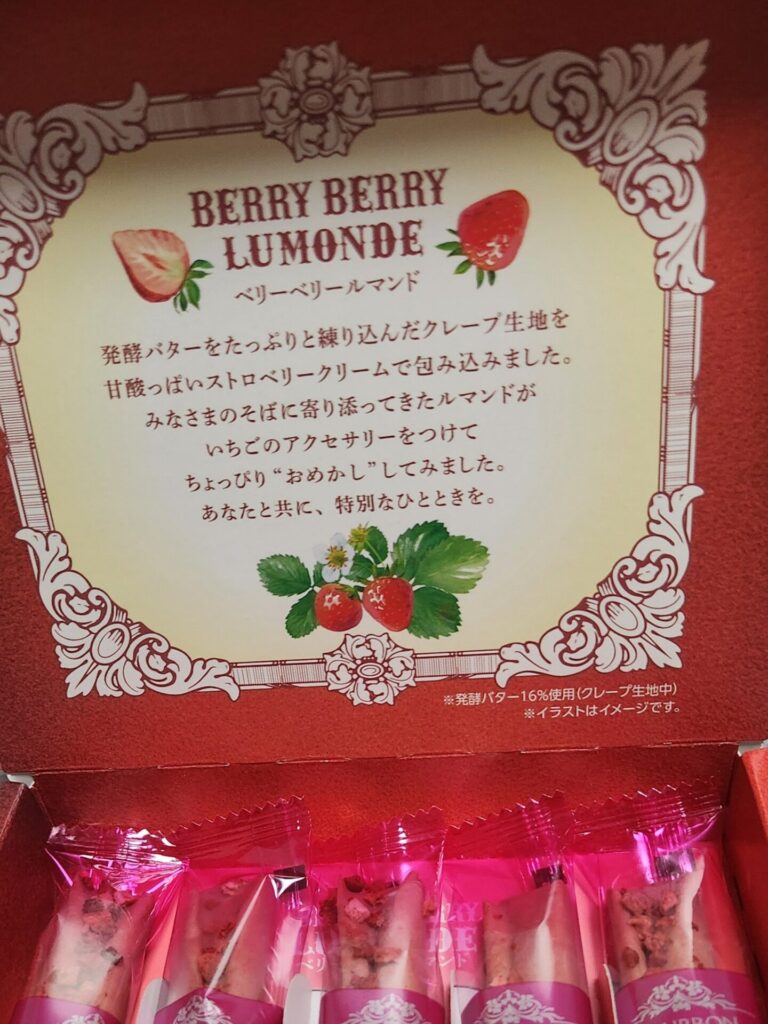 BERRY BERRY
LUMONDE
ベリーベリールマンド
発酵バターをたっぷりと練り込んだクレープ生地を
甘酸っぱいストロベリークリームで包み込みました。
みなさまのそばに寄り添ってきたルマンドが
いちごのアクセサリーをつけて
ちょっぴり“おめかし”してみました。
あなたと共に、特別なひとときを。
※発酵バター16%使用(クレープ生地中)
※イラストはイメージです。